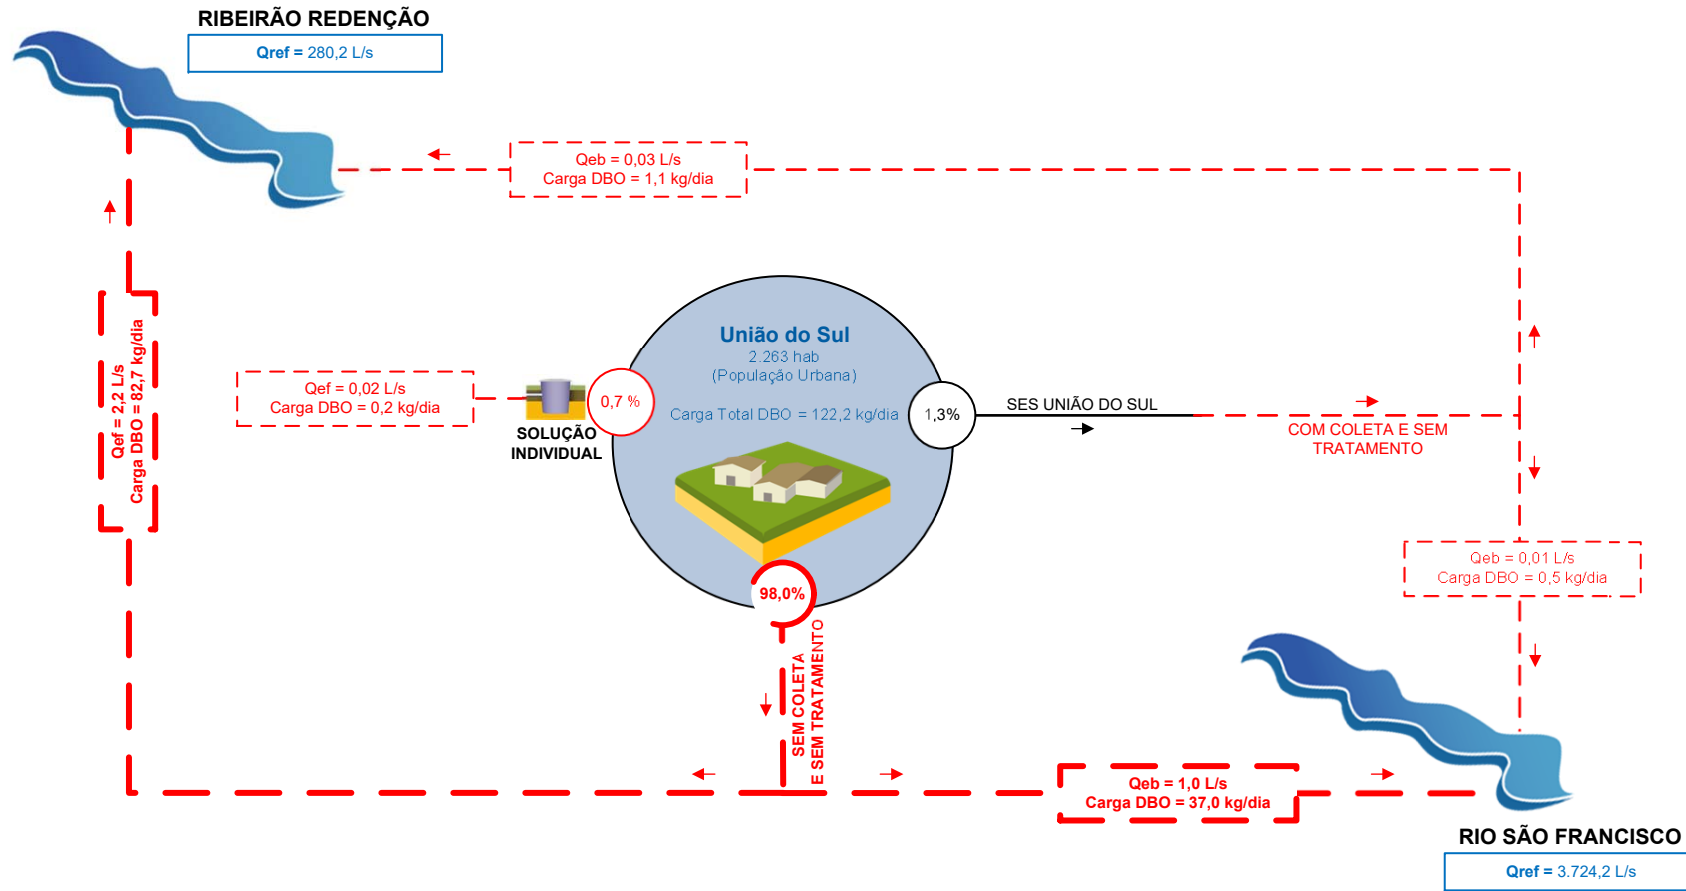 RIBEIRÃO REDENÇÃO
Qref = 280,2 L/s
Qeb = 0,03 L/s
Carga DBO = 1,1 kg/dia
Qef = 2,2 L/s
Carga DBO = 82,7 kg/dia
União do Sul
2.263 hab
(População Urbana)
Carga Total DBO = 122,2 kg/dia
Qef = 0,02 L/s
Carga DBO = 0,2 kg/dia
0,7 %
SOLUÇÃO
INDIVIDUAL
1,3%
SES UNIÃO DO SUL
COM COLETA E SEM
TRATAMENTO
98,0%
SEM COLETA
E SEM TRATAMENTO
Qeb = 0,01 L/s
Carga DBO = 0,5 kg/dia
Qeb = 1,0 L/s
Carga DBO = 37,0 kg/dia
RIO SÃO FRANCISCO
Qref = 3.724,2 L/s